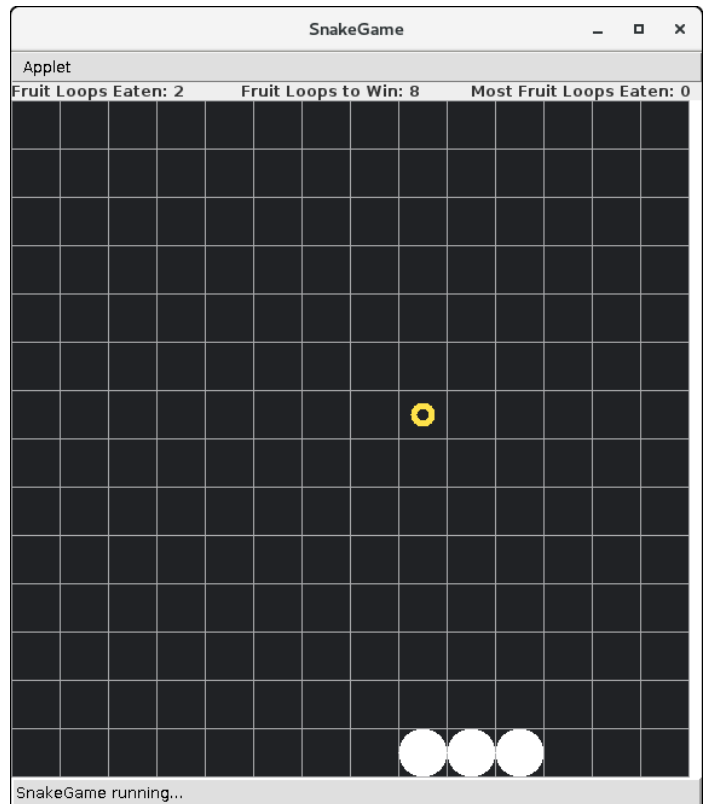 SnakeGame
Applet
Fruit Loops Eaten: 2 Fruit Loops to Win: 8 Most Fruit Loops Eaten: 0
SnakeGame running...